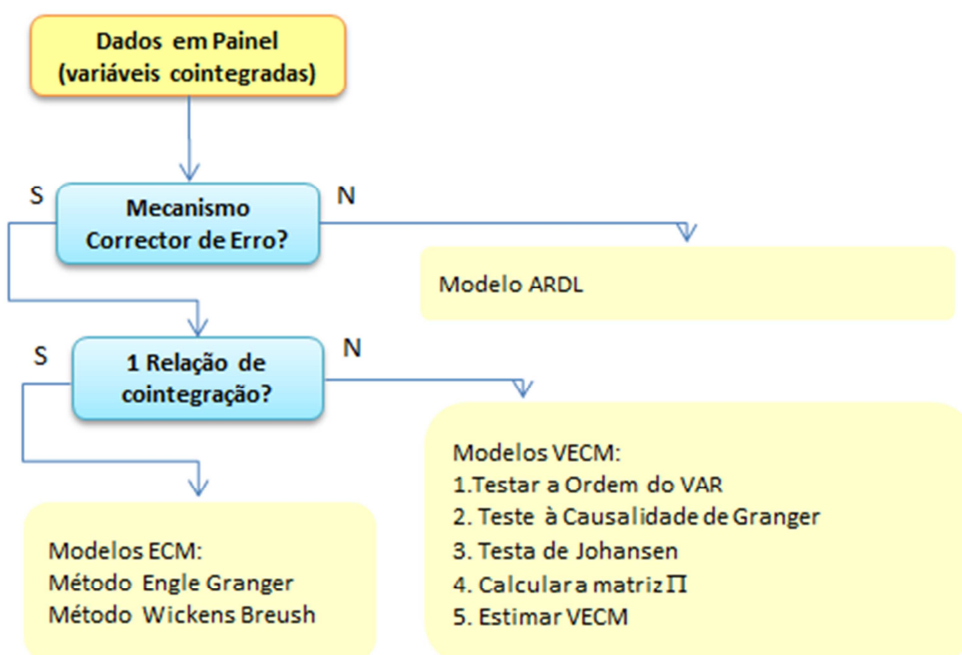 Dados em Painel
(variáveis cointegradas)
S
N
Mecanismo
Corrector de Erro?
Modelo ARDL
S
N
1 Relação de
cointegração?
Modelos VECM:
1.Testar a Ordem do VAR
2. Teste à Causalidade de Granger
3. Testa de Johansen
4. Calcular a matriz Π
5. Estimar VECM
Modelos ECM:
Método Engle Granger
Método Wickens Breush